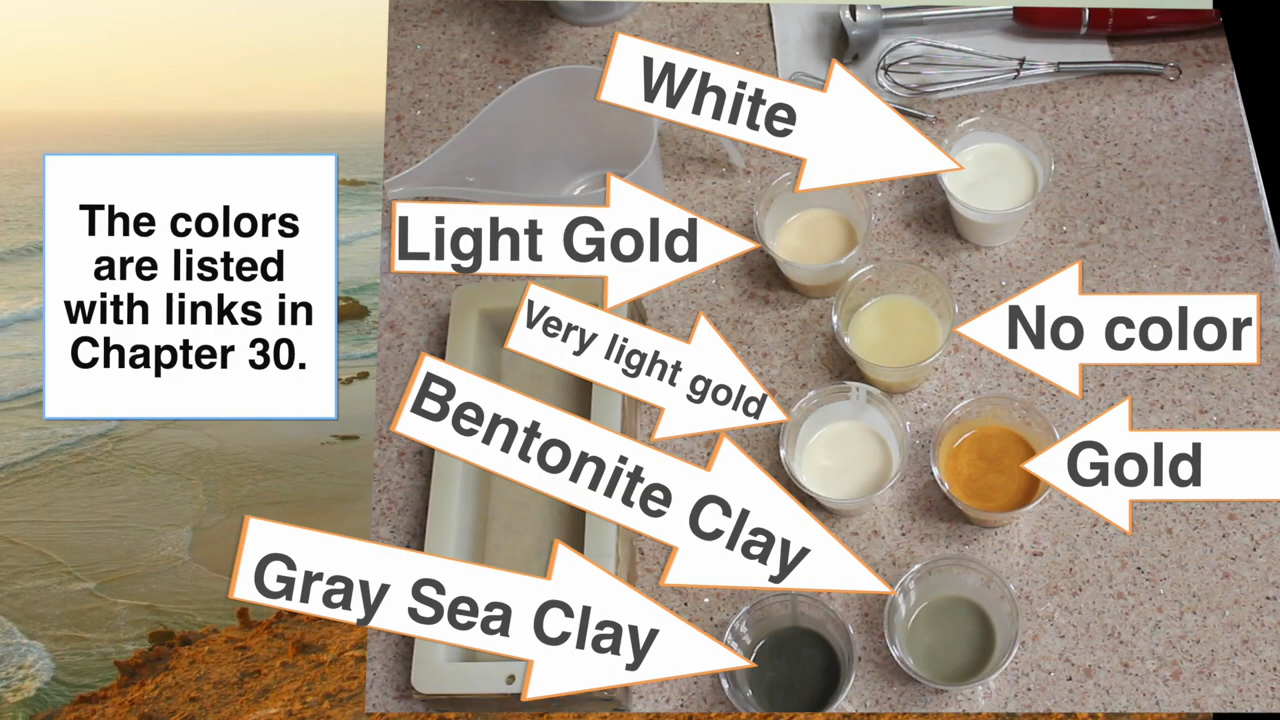 The colors
are listed
with links in
Chapter 30.
White
Light Gold
No color
Very light gold
Bentonite Clay
Gold
Gray Sea Clay